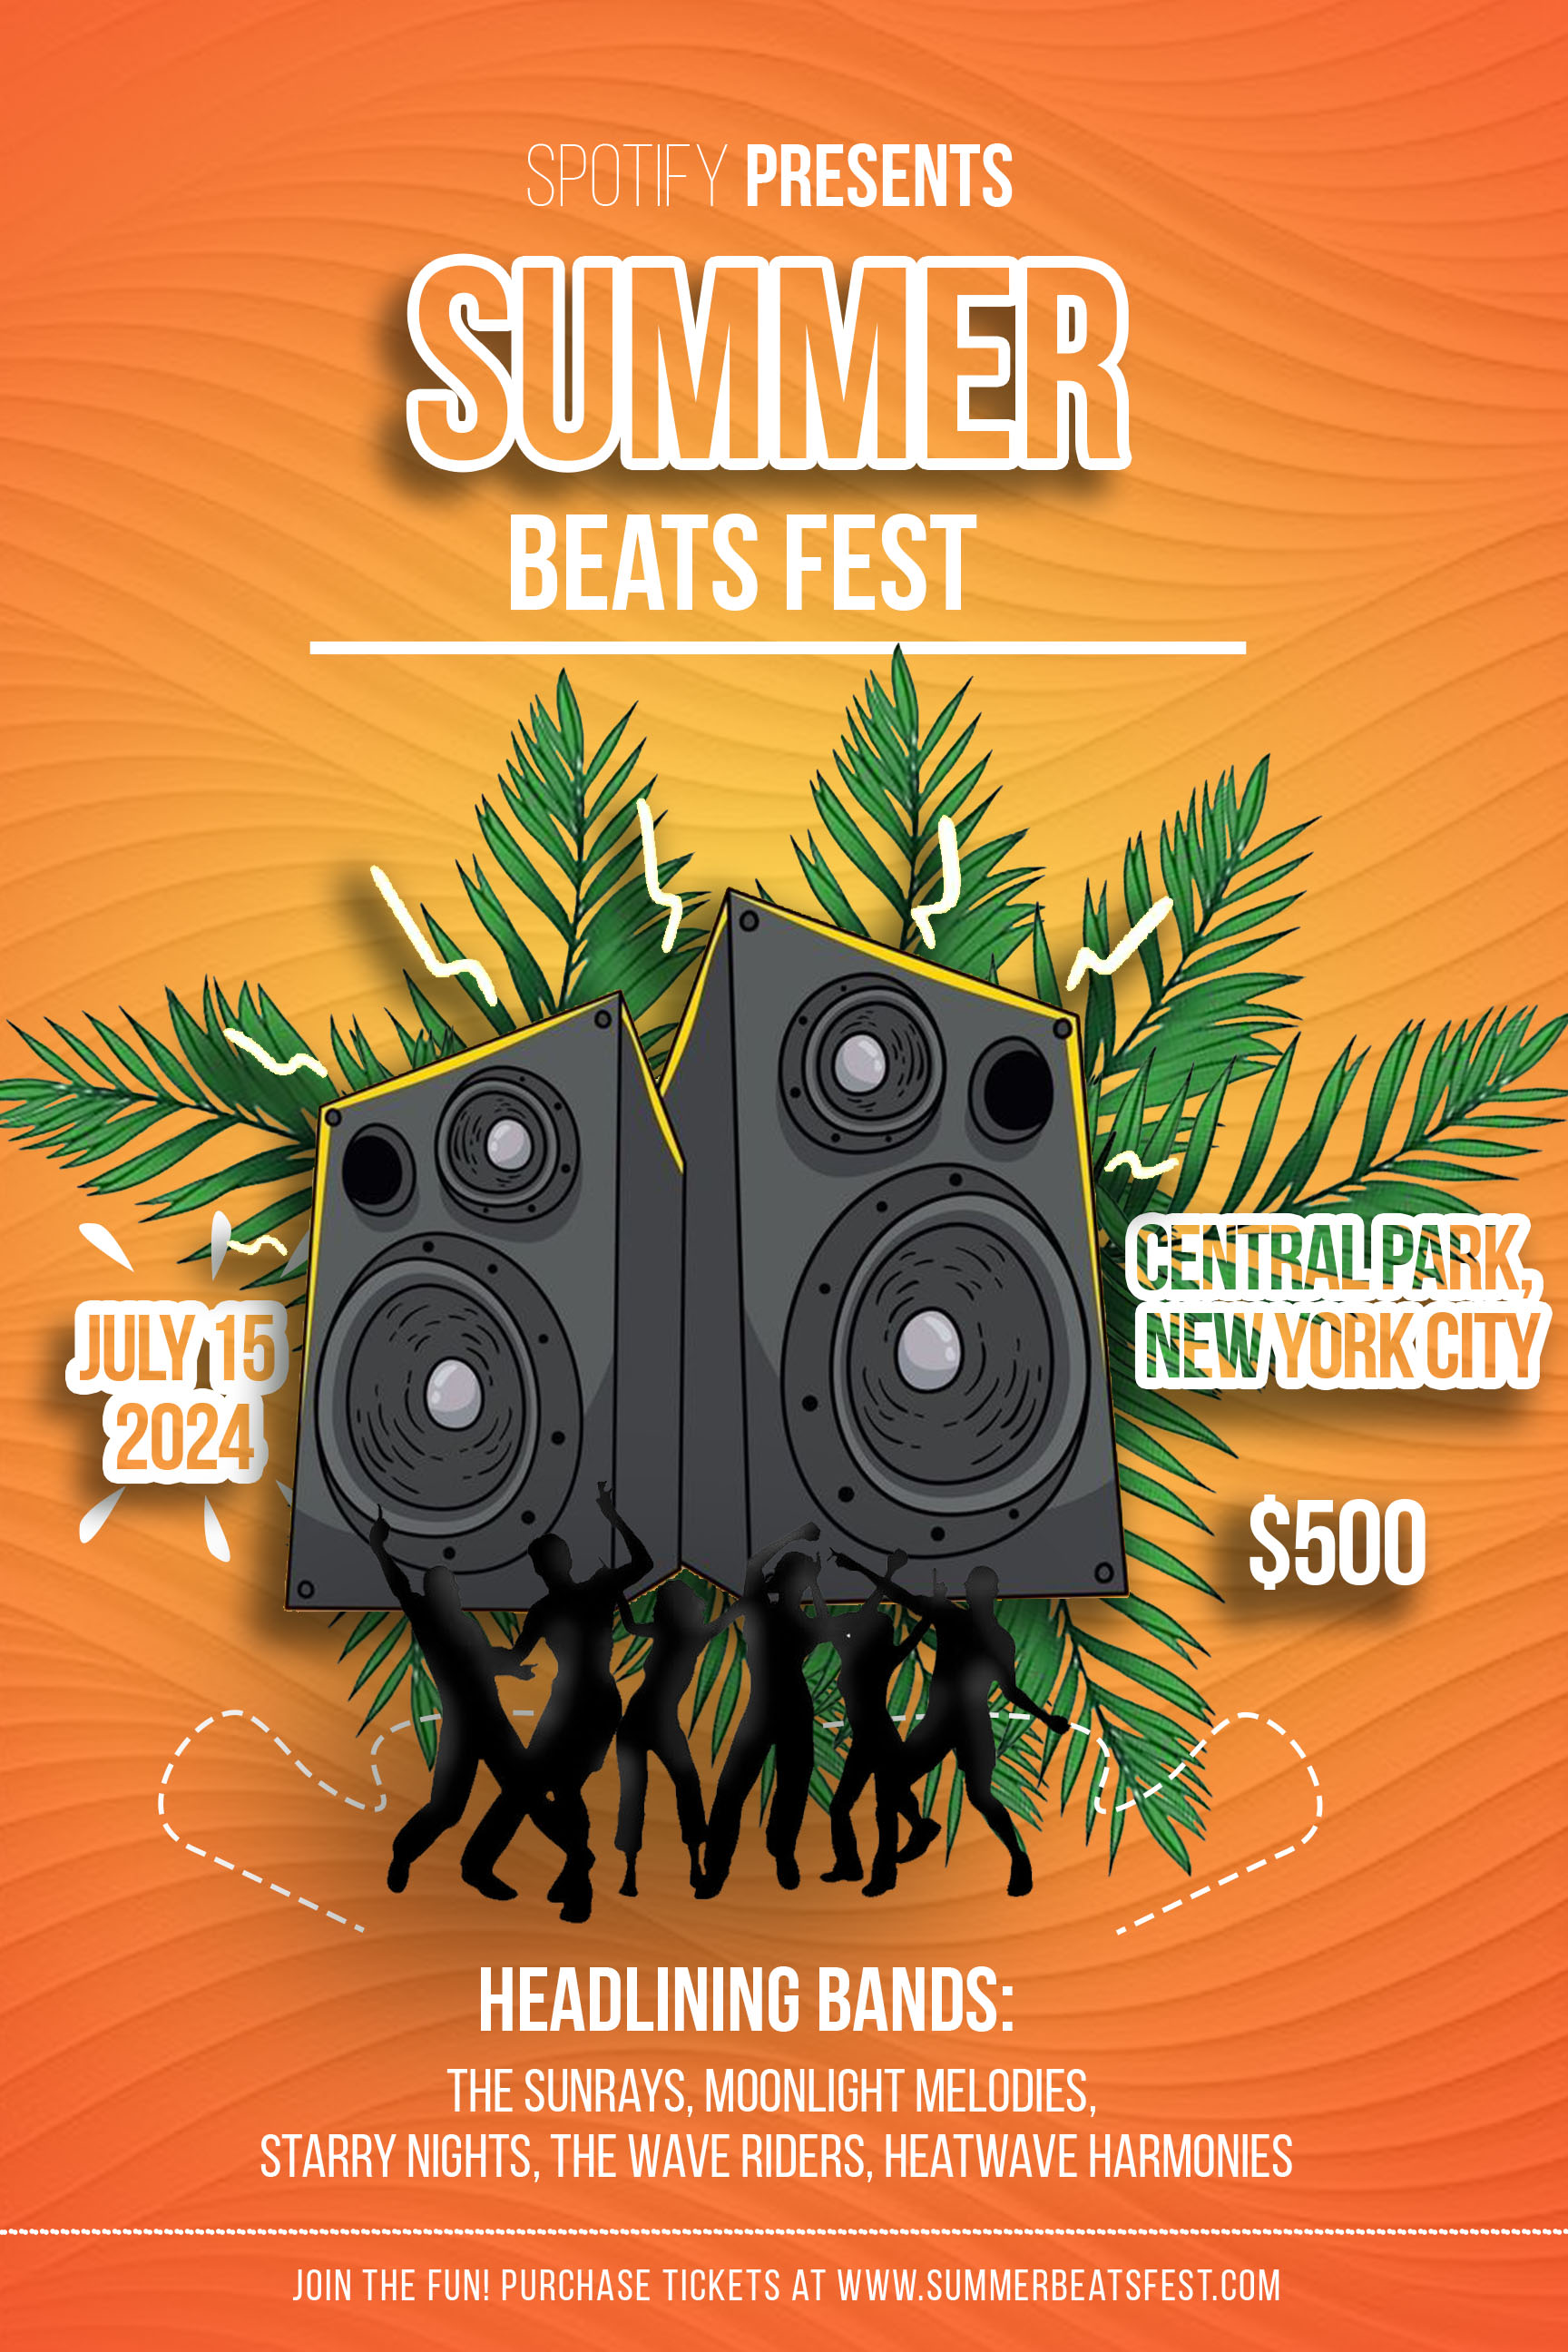 SPOTIFY PRESENTS
SUMMER
BEATS FEST
JULY 15
2024
CENTRAL PARK,
NEW YORK CITY
$500
HEADLINING BANDS:
THE SUNRAYS, MOONLIGHT MELODIES,
STARRY NIGHTS, THE WAVE RIDERS, HEATWAVE HARMONIES
JOIN THE FUN! PURCHASE TICKETS AT WWW.SUMMERBEATSFEST.COM